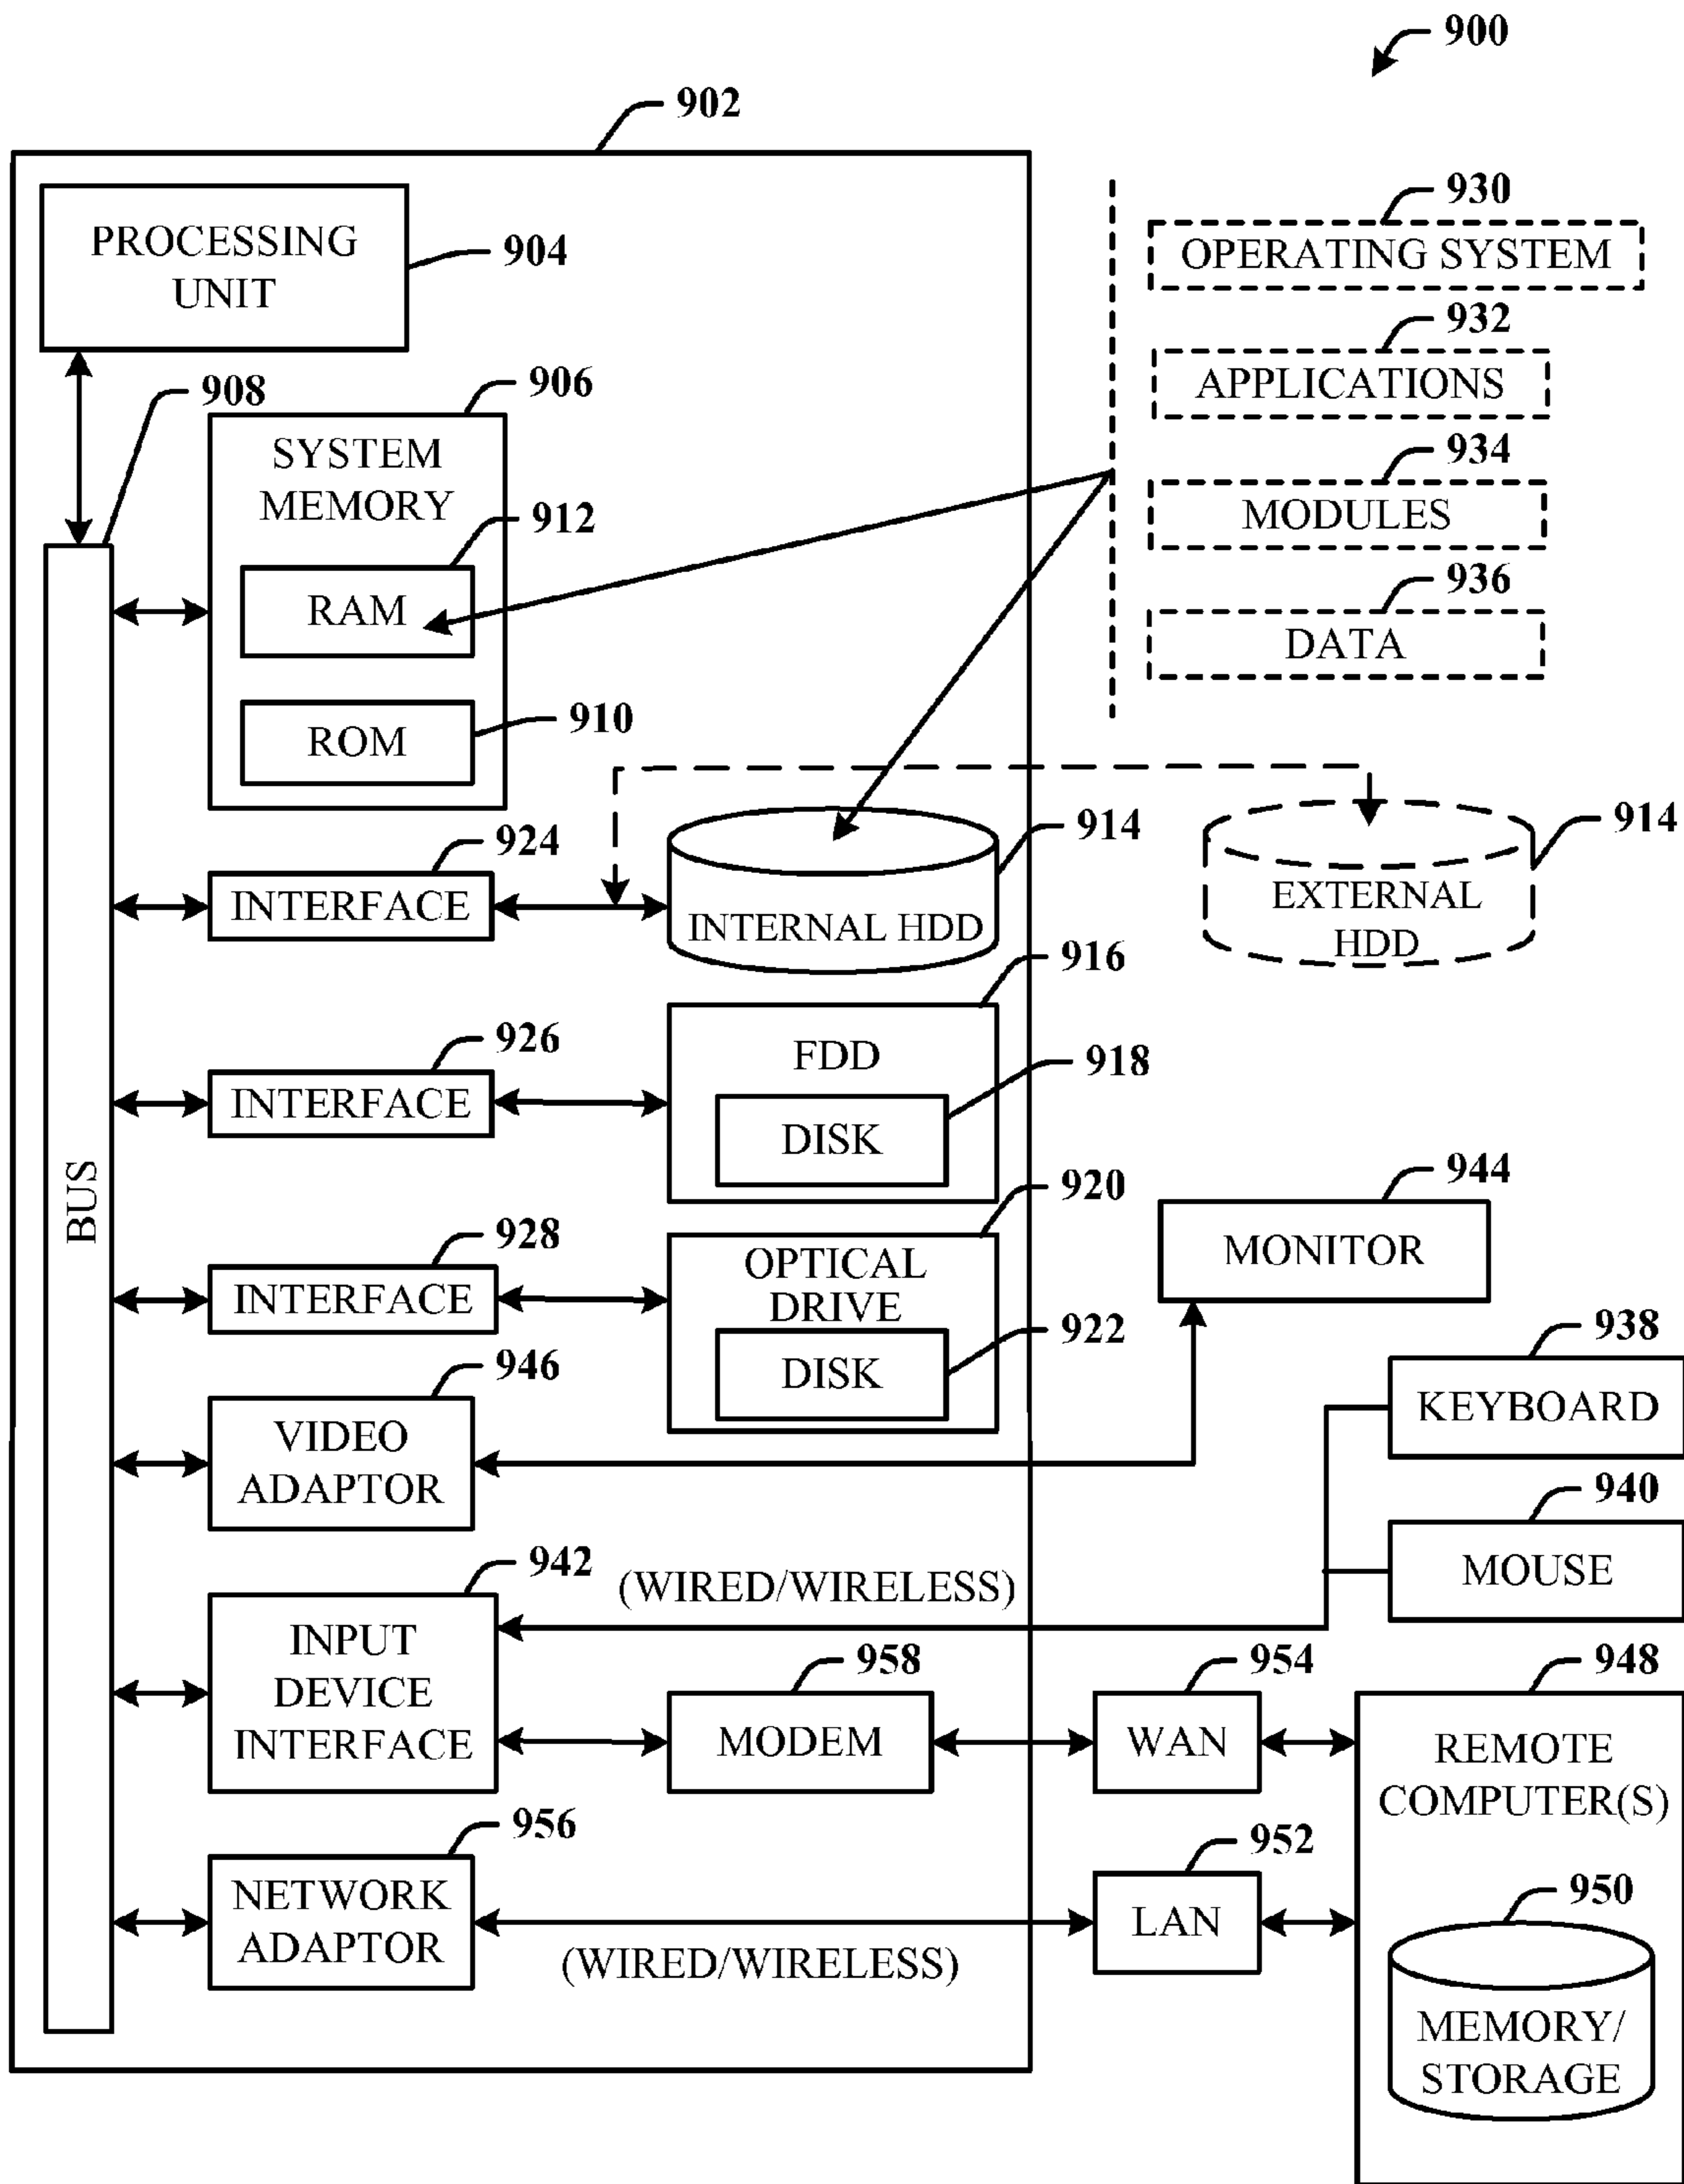 900
902
PROCESSING
UNIT
904
930
OPERATING SYSTEM
932
APPLICATIONS
934
MODULES
936
DATA
908
906
SYSTEM
MEMORY
912
RAM
910
ROM
BUS
924
INTERFACE
914
INTERNAL HDD
914
EXTERNAL
HDD
926
INTERFACE
916
FDD
918
DISK
928
INTERFACE
920
OPTICAL
DRIVE
922
DISK
944
MONITOR
946
VIDEO
ADAPTOR
938
KEYBOARD
940
MOUSE
942
INPUT
DEVICE
INTERFACE
(WIRED/WIRELESS)
958
MODEM
954
WAN
948
REMOTE
COMPUTER(S)
956
NETWORK
ADAPTOR
(WIRED/WIRELESS)
952
LAN
950
MEMORY/
STORAGE